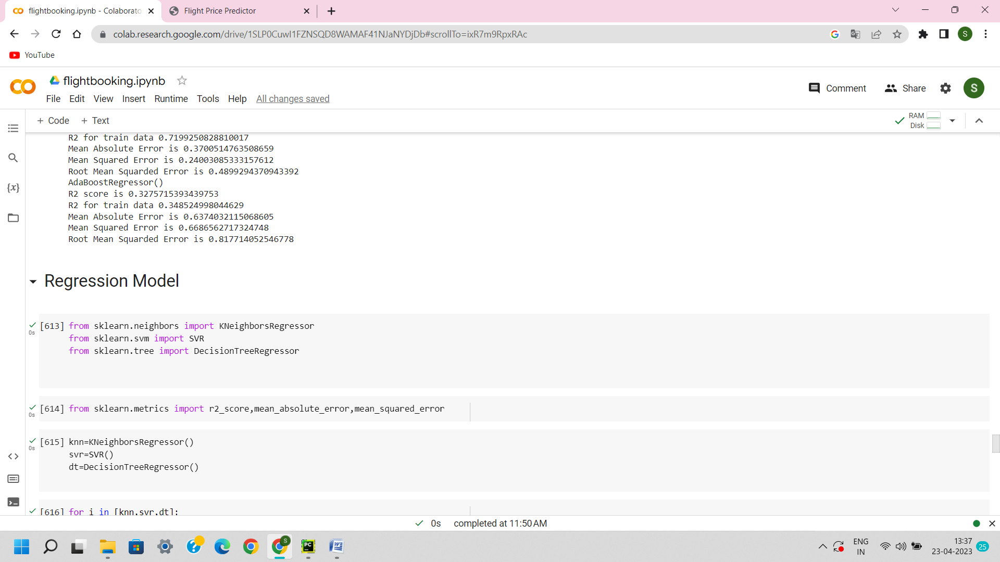 flightbooking.ipynb - Colaborato
Flight Price Predictor
colab.research.google.com/drive/1SLP0CuwI1FZNSQD8WAMAF41NJaNYDjDb#scrollTo=ixR7m9RpxRAc
S
YouTube
flightbooking.ipynb
File Edit View Insert Runtime Tools Help All changes saved
Comment Share S
+ Code + Text
RAM
Disk
R2 for train data 0.7199250828810017
Mean Absolute Error is 0.3700514763508659
Mean Squared Error is 0.24003085333157612
Root Mean Squarded Error is 0.4899294370943392
AdaBoostRegressor()
R2 score is 0.3275715393439753
R2 for train data 0.348524998044629
Mean Absolute Error is 0.6374032115068605
Mean Squared Error is 0.6686562717324748
Root Mean Squarded Error is 0.817714052546778
Regression Model
[613] from sklearn.neighbors import KNeighborsRegressor
0s
from sklearn.svm import SVR
from sklearn.tree import DecisionTreeRegressor
[614] from sklearn.metrics import r2_score,mean_absolute_error,mean_squared_error
0s
[615] knn=KNeighborsRegressor()
0s
svr=SVR()
dt=DecisionTreeRegressor()
[616] for i in [knn,svr,dt]:
0s completed at 11:50 AM
ENG
IN
13:37
23-04-2023
25